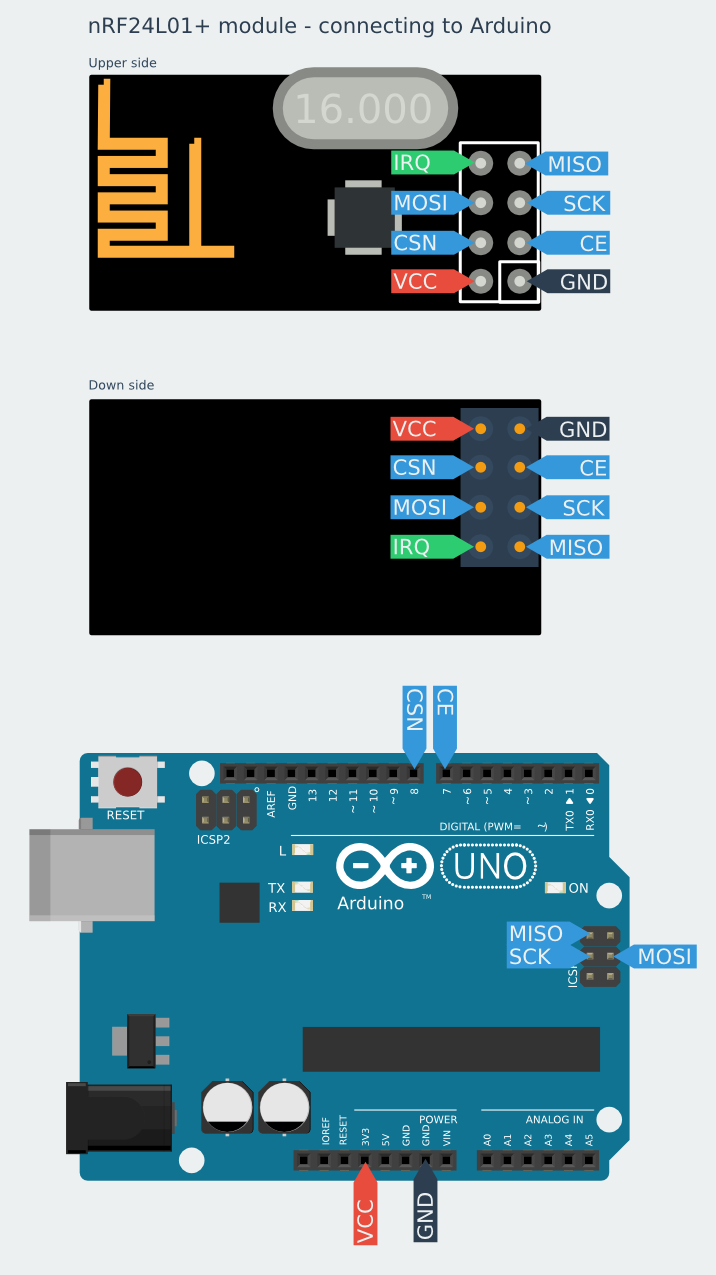 nRF24L01+ module - connecting to Arduino
Upper side
16.000
IRQ MISO
MOSI SCK
CSN CE
VCC GND
Down side
VCC GND
CSN CE
MOSI SCK
IRQ MISO
CSN CE
RESET
ICSP2
AREF GND 13 12 ~11 ~10 ~9 8 7 ~6 ~5 4 ~3 2 TX0 ▶ 1 RX0 ◀ 0
DIGITAL (PWM= ~)
L
TX
RX
UNO
Arduino TM
ON
MISO
SCK MOSI
POWER ANALOG IN
IOREF RESET 3V3 5V GND GND VIN A0 A1 A2 A3 A4 A5
VCC GND